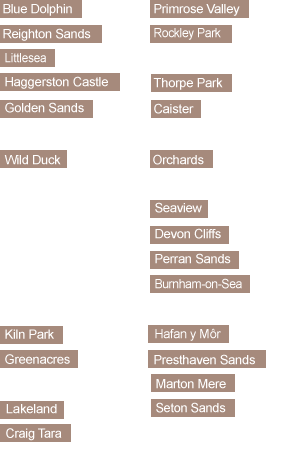 Blue Dolphin
Primrose Valley
Reighton Sands
Rockley Park
Littlesea
Haggerston Castle
Thorpe Park
Golden Sands
Caister
Wild Duck
Orchards
Seaview
Devon Cliffs
Perran Sands
Burnham-on-Sea
Kiln Park
Hafan y Môr
Greenacres
Presthaven Sands
Marton Mere
Lakeland
Seton Sands
Craig Tara